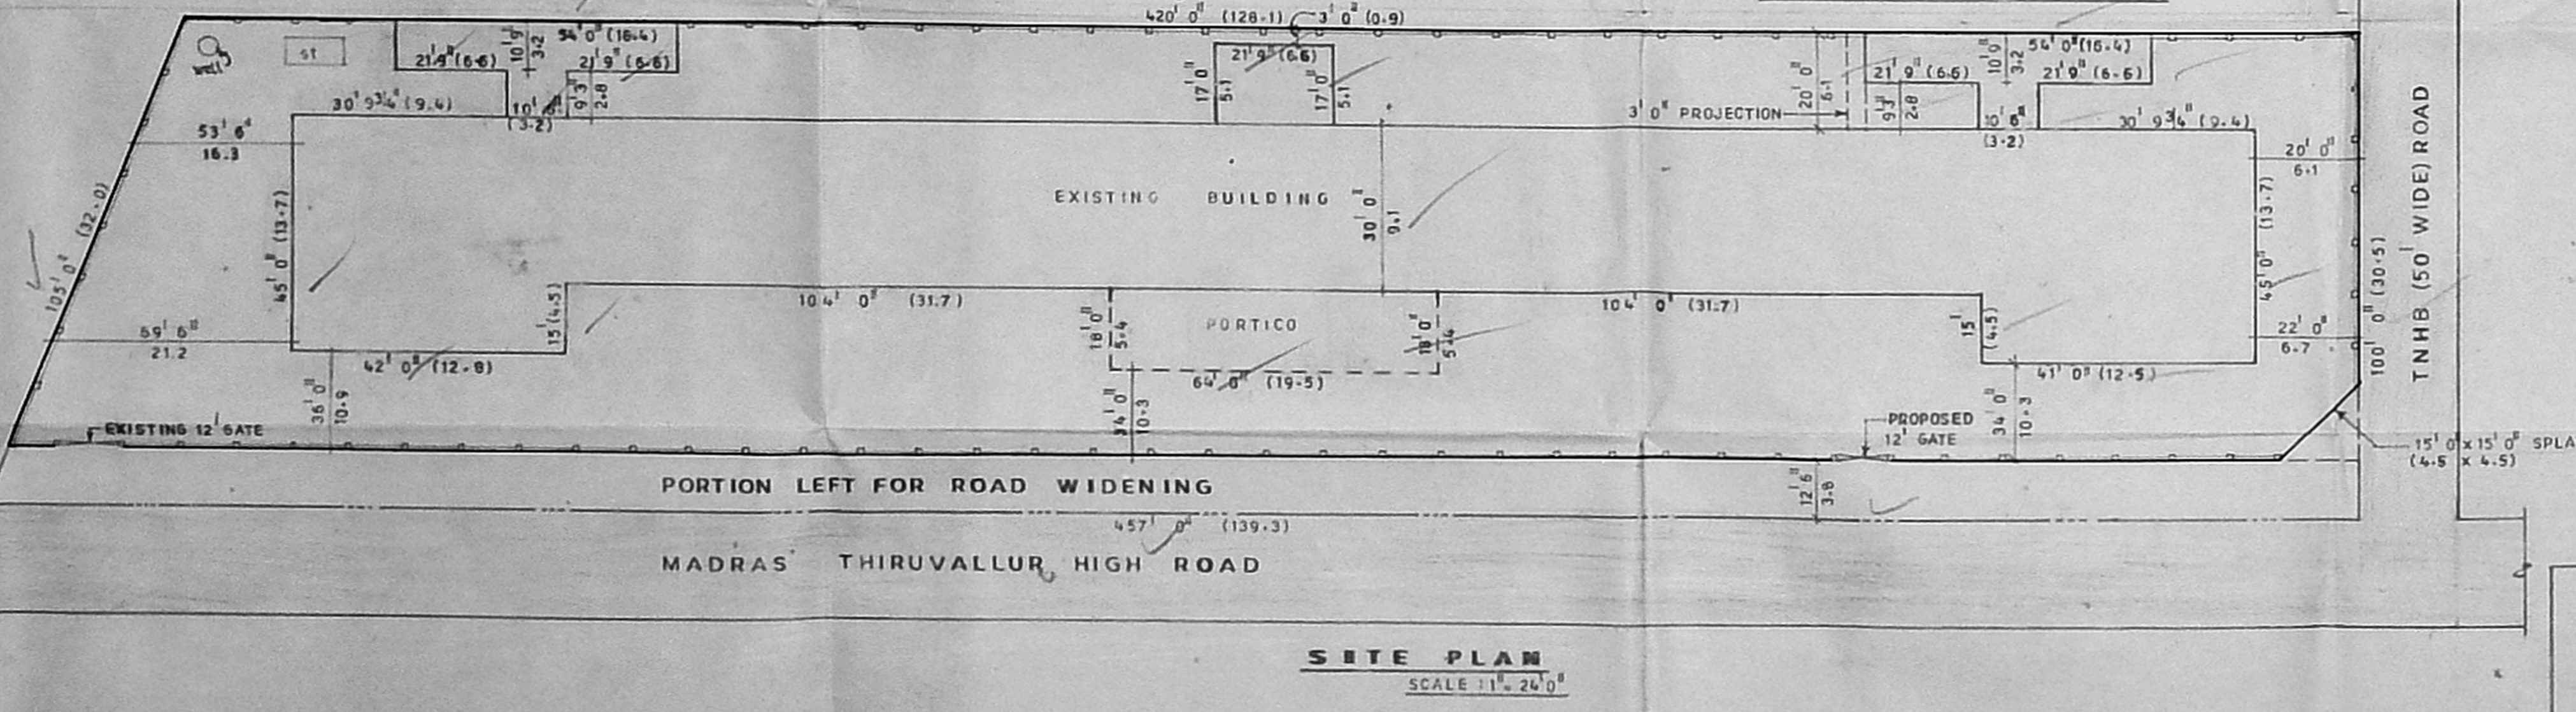 420' 0" (128.1)
3' 0" (0.9)
well
st
10' 9"
3.2
54' 0" (16.4)
21' 9" (6.6)
21' 9" (6.6)
9' 3"
2.8
10' 6"
(3.2)
30' 9 3/4" (9.4)
21' 9" (6.6)
17' 0"
5.1
17' 0"
5.1
20' 0"
6.1
3' 0" PROJECTION
10' 9"
3.2
54' 0" (16.4)
21' 9" (6.6)
21' 9" (6.6)
9' 3"
2.8
10' 6"
(3.2)
30' 9 3/4" (9.4)
53' 6"
16.3
20' 0"
6.1
105' 0" (32.0)
45' 0" (13.7)
EXISTING BUILDING
30' 0"
9.1
45' 0" (13.7)
100' 0" (30.5)
TNHB (50' WIDE) ROAD
69' 6"
21.2
15' (4.5)
104' 0" (31.7)
18' 0"
5.4
PORTICO
18' 0"
5.4
104' 0" (31.7)
15'
(4.5)
22' 0"
6.7
42' 0" (12.8)
64' 0" (19.5)
41' 0" (12.5)
36' 0"
10.9
34' 0"
10.3
34' 0"
10.3
EXISTING 12' GATE
PROPOSED
12' GATE
15' 0" x 15' 0" SPLA
(4.5 x 4.5)
PORTION LEFT FOR ROAD WIDENING
12' 6"
3.8
457' 0" (139.3)
MADRAS THIRUVALLUR HIGH ROAD
SITE PLAN
SCALE : 1" = 24' 0"